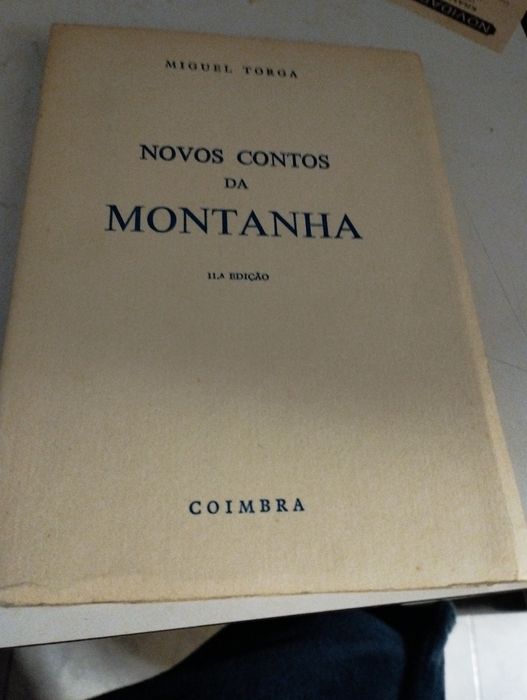 MIGUEL TORGA
NOVOS CONTOS
DA
MONTANHA
11.ª EDIÇÃO
COIMBRA